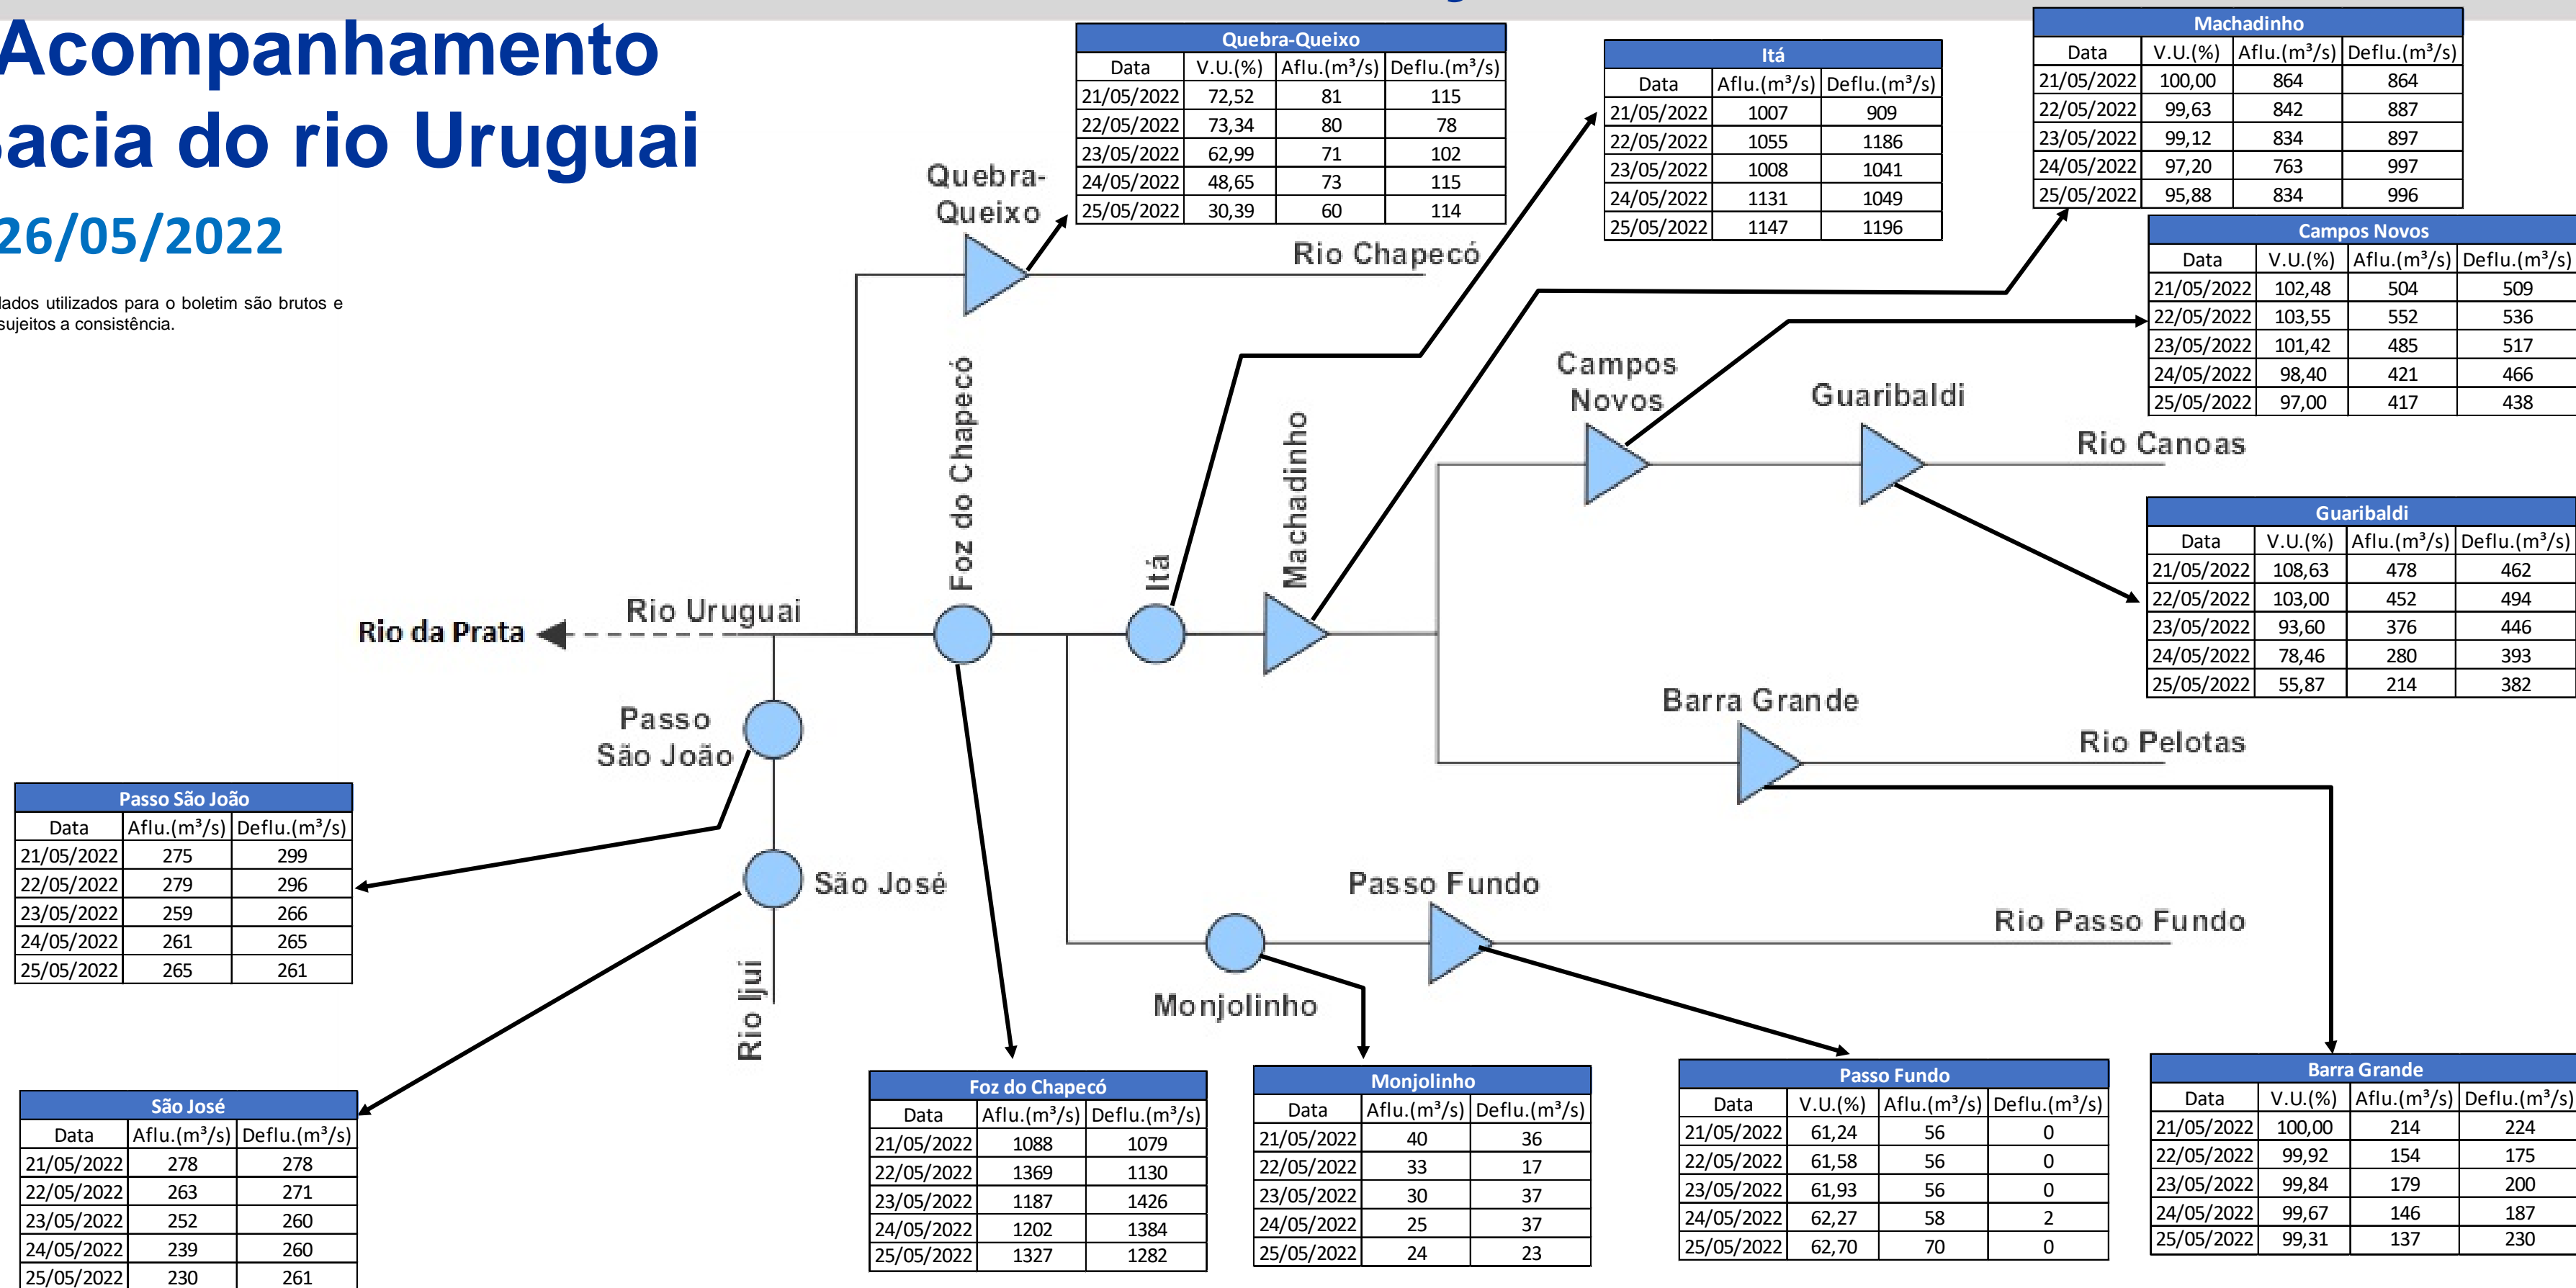 Acompanhamento
Bacia do rio Uruguai
26/05/2022
dados utilizados para o boletim são brutos e
sujeitos a consistência.
Quebra-Queixo
Data V.U.(%) Aflu.(m³/s) Deflu.(m³/s)
21/05/2022 72,52 81 115
22/05/2022 73,34 80 78
23/05/2022 62,99 71 102
24/05/2022 48,65 73 115
25/05/2022 30,39 60 114
Itá
Data Aflu.(m³/s) Deflu.(m³/s)
21/05/2022 1007 909
22/05/2022 1055 1186
23/05/2022 1008 1041
24/05/2022 1131 1049
25/05/2022 1147 1196
Machadinho
Data V.U.(%) Aflu.(m³/s) Deflu.(m³/s)
21/05/2022 100,00 864 864
22/05/2022 99,63 842 887
23/05/2022 99,12 834 897
24/05/2022 97,20 763 997
25/05/2022 95,88 834 996
Campos Novos
Data V.U.(%) Aflu.(m³/s) Deflu.(m³/s)
21/05/2022 102,48 504 509
22/05/2022 103,55 552 536
23/05/2022 101,42 485 517
24/05/2022 98,40 421 466
25/05/2022 97,00 417 438
Quebra-
Queixo
Rio Chapecó
Foz do Chapecó
Itá
Machadinho
Campos
Novos
Guaribaldi
Rio Canoas
Guaribaldi
Data V.U.(%) Aflu.(m³/s) Deflu.(m³/s)
21/05/2022 108,63 478 462
22/05/2022 103,00 452 494
23/05/2022 93,60 376 446
24/05/2022 78,46 280 393
25/05/2022 55,87 214 382
Rio da Prata
Rio Uruguai
Passo
São João
São José
Rio Ijuí
Barra Grande
Rio Pelotas
Passo Fundo
Rio Passo Fundo
Monjolinho
Passo São João
Data Aflu.(m³/s) Deflu.(m³/s)
21/05/2022 275 299
22/05/2022 279 296
23/05/2022 259 266
24/05/2022 261 265
25/05/2022 265 261
São José
Data Aflu.(m³/s) Deflu.(m³/s)
21/05/2022 278 278
22/05/2022 263 271
23/05/2022 252 260
24/05/2022 239 260
25/05/2022 230 261
Foz do Chapecó
Data Aflu.(m³/s) Deflu.(m³/s)
21/05/2022 1088 1079
22/05/2022 1369 1130
23/05/2022 1187 1426
24/05/2022 1202 1384
25/05/2022 1327 1282
Monjolinho
Data Aflu.(m³/s) Deflu.(m³/s)
21/05/2022 40 36
22/05/2022 33 17
23/05/2022 30 37
24/05/2022 25 37
25/05/2022 24 23
Passo Fundo
Data V.U.(%) Aflu.(m³/s) Deflu.(m³/s)
21/05/2022 61,24 56 0
22/05/2022 61,58 56 0
23/05/2022 61,93 56 0
24/05/2022 62,27 58 2
25/05/2022 62,70 70 0
Barra Grande
Data V.U.(%) Aflu.(m³/s) Deflu.(m³/s)
21/05/2022 100,00 214 224
22/05/2022 99,92 154 175
23/05/2022 99,84 179 200
24/05/2022 99,67 146 187
25/05/2022 99,31 137 230